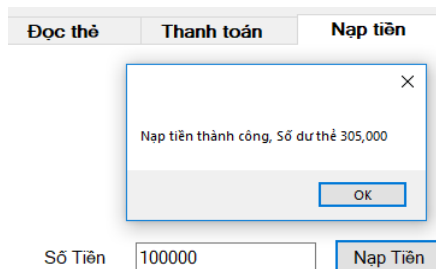 Đọc thẻ Thanh toán Nạp tiền
Nạp tiền thành công, Số dư thẻ 305,000
OK
Số Tiền 100000 Nạp Tiền